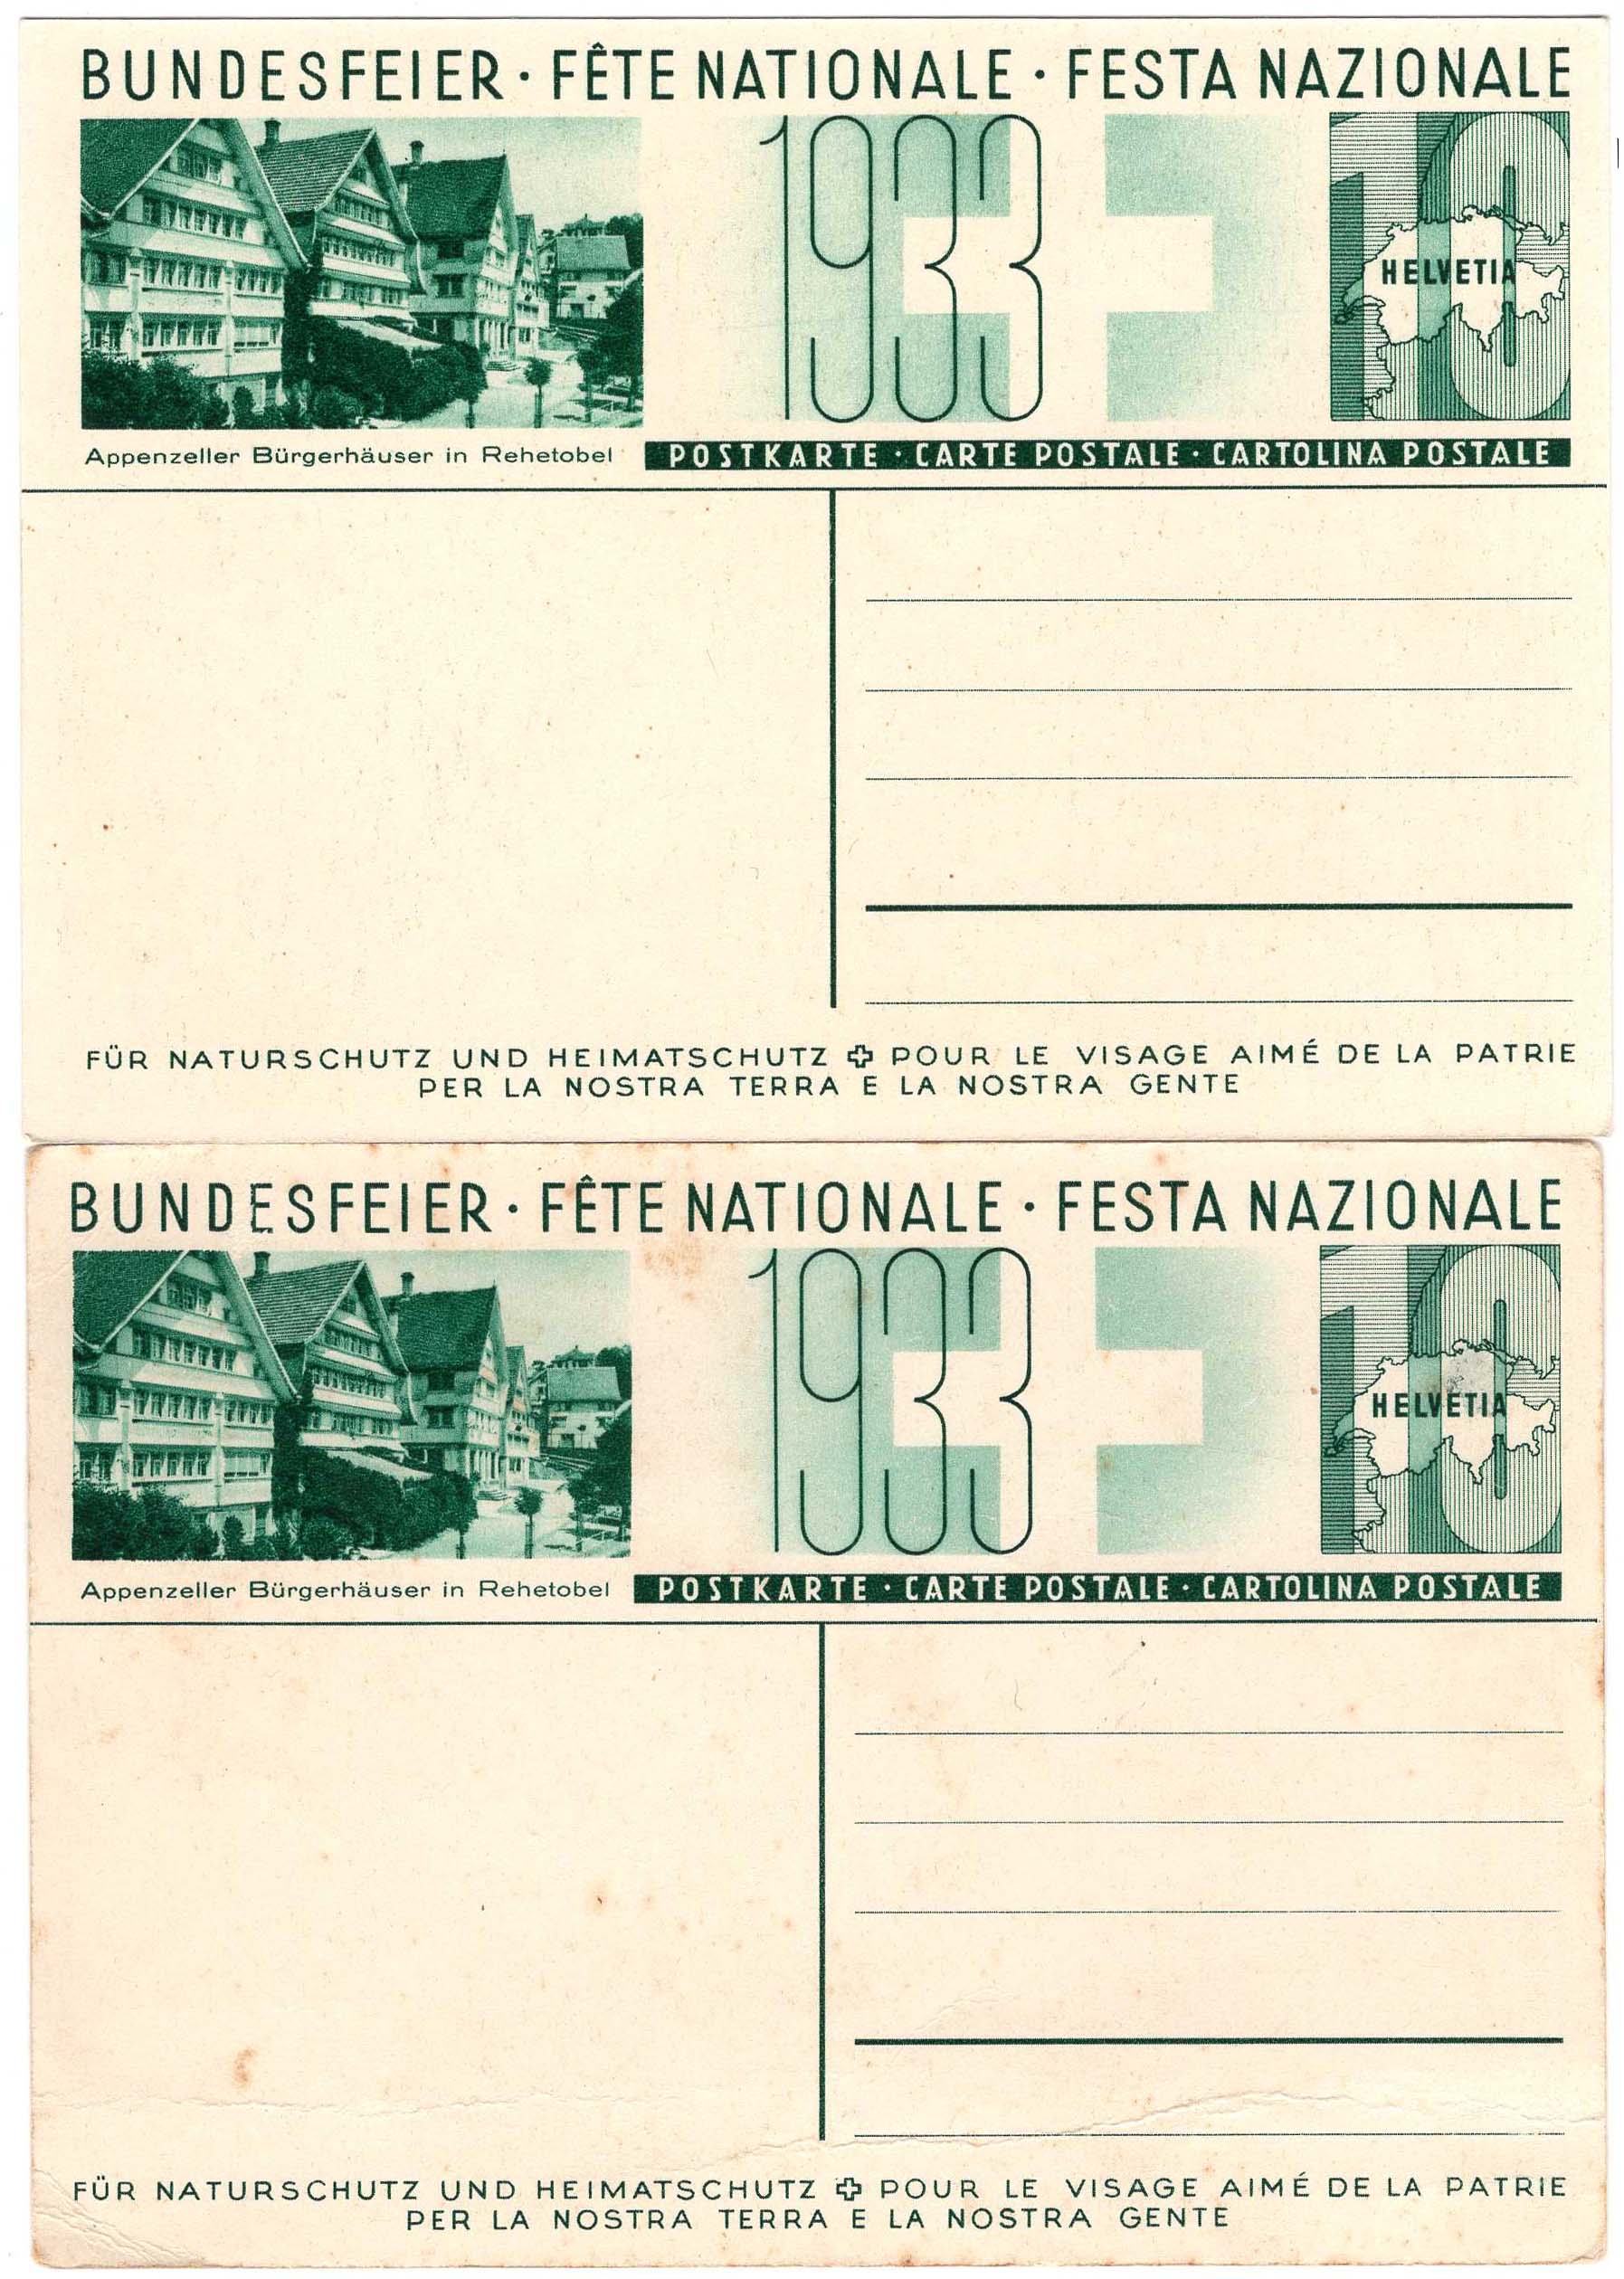 BUNDESFEIER · FÊTE NATIONALE · FESTA NAZIONALE
1933
10
HELVETIA
Appenzeller Bürgerhäuser in Rehetobel
POSTKARTE · CARTE POSTALE · CARTOLINA POSTALE
FÜR NATURSCHUTZ UND HEIMATSCHUTZ POUR LE VISAGE AIMÉ DE LA PATRIE
PER LA NOSTRA TERRA E LA NOSTRA GENTE
BUNDESFEIER · FÊTE NATIONALE · FESTA NAZIONALE
1933
10
HELVETIA
Appenzeller Bürgerhäuser in Rehetobel
POSTKARTE · CARTE POSTALE · CARTOLINA POSTALE
FÜR NATURSCHUTZ UND HEIMATSCHUTZ POUR LE VISAGE AIMÉ DE LA PATRIE
PER LA NOSTRA TERRA E LA NOSTRA GENTE